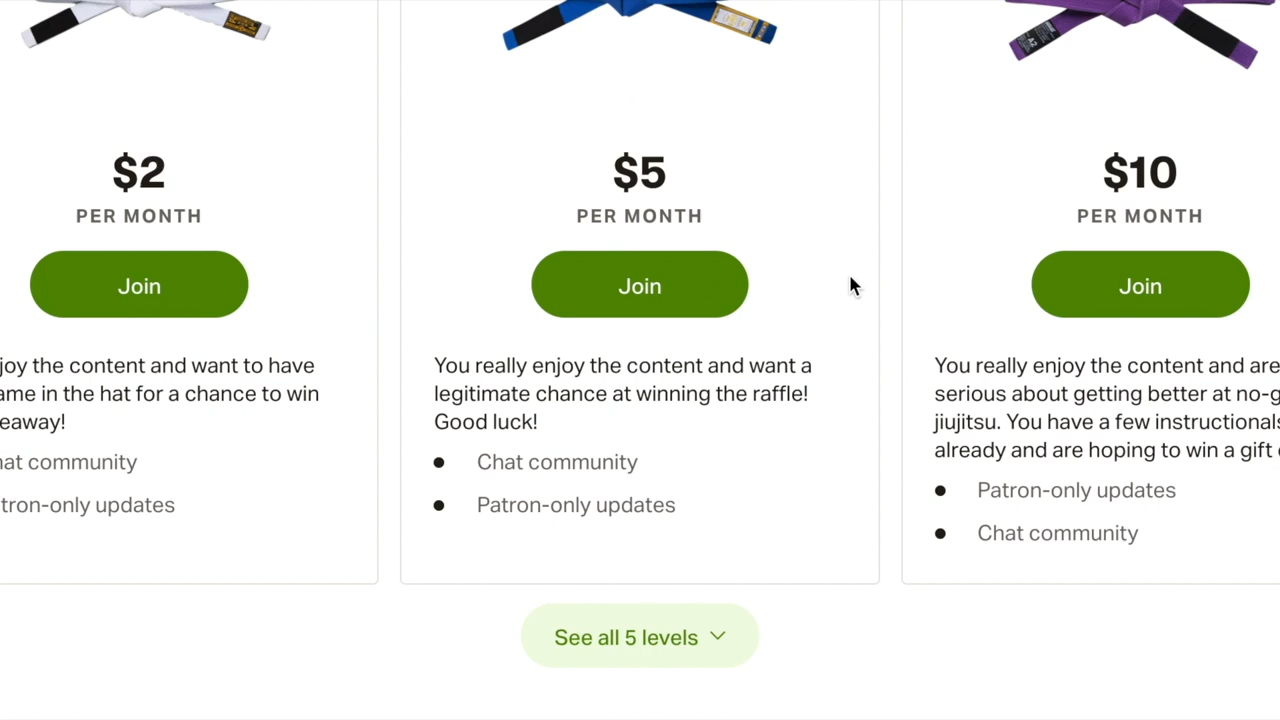 $2
PER MONTH
Join
joy the content and want to have
ame in the hat for a chance to win
eaway!
hat community
tron-only updates
$5
PER MONTH
Join
You really enjoy the content and want a
legitimate chance at winning the raffle!
Good luck!
Chat community
Patron-only updates
A2
$10
PER MONTH
Join
You really enjoy the content and are
serious about getting better at no-g
jiujitsu. You have a few instructionals
already and are hoping to win a gift
Patron-only updates
Chat community
See all 5 levels